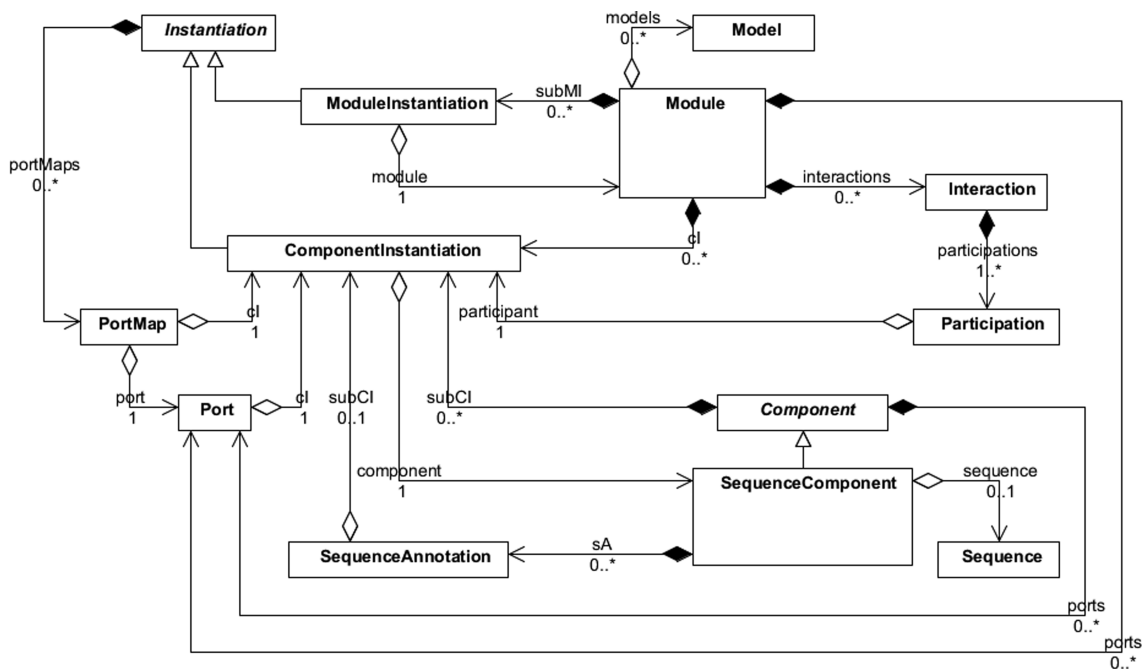 Instantiation
models
0..*
Model
ModuleInstantiation
subMI
0..*
Module
portMaps
0..*
module
1
interactions
0..*
Interaction
ComponentInstantiation
cI
0..*
participations
1..*
PortMap
cI
1
participant
1
Participation
port
1
Port
cI
1
subCI
0..1
subCI
0..*
Component
component
1
SequenceComponent
sequence
0..1
SequenceAnnotation
sA
0..*
Sequence
ports
0..*
ports
0..*